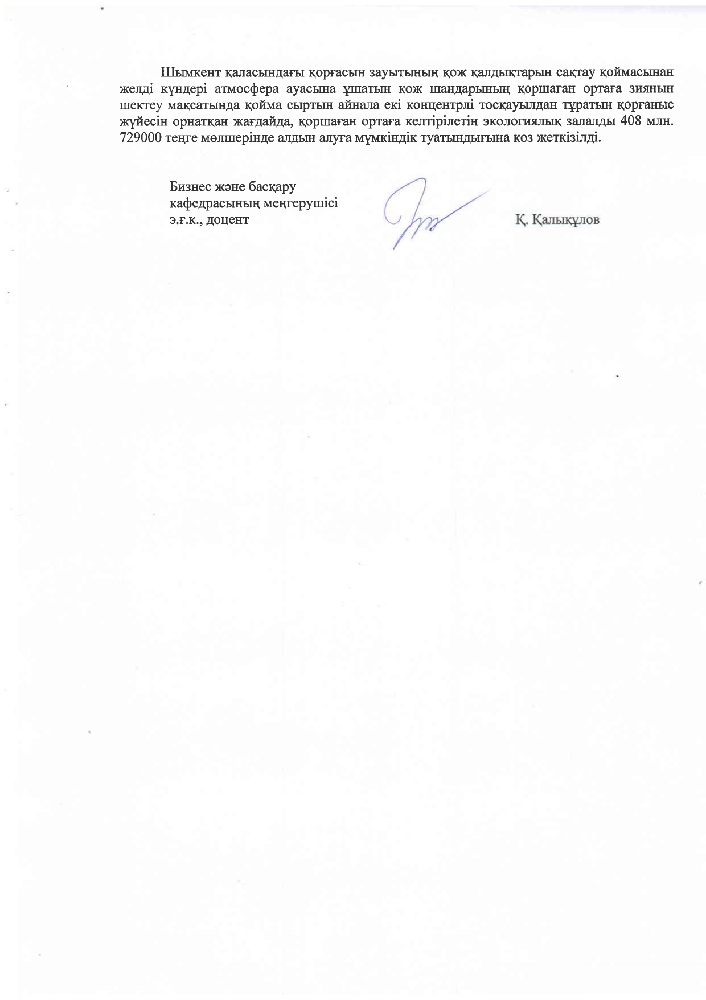 Шымкент қаласындағы қорғасын зауытының қож қалдықтарын сақтау қоймасынан
желді күндері атмосфера ауасына ұшатын қож шаңдарының қоршаған ортаға зиянын
шектеу мақсатында қойма сыртын айнала екі концентрлі тосқауылдан тұратын қорғаныс
жүйесін орнатқан жағдайда, қоршаған ортаға келтірілетін экологиялық залалды 408 млн.
729000 теңге мөлшерінде алдын алуға мүмкіндік туатындығына көз жеткізілді.
Бизнес және басқару
кафедрасының меңгерушісі
э.ғ.к., доцент Қ. Қалықұлов